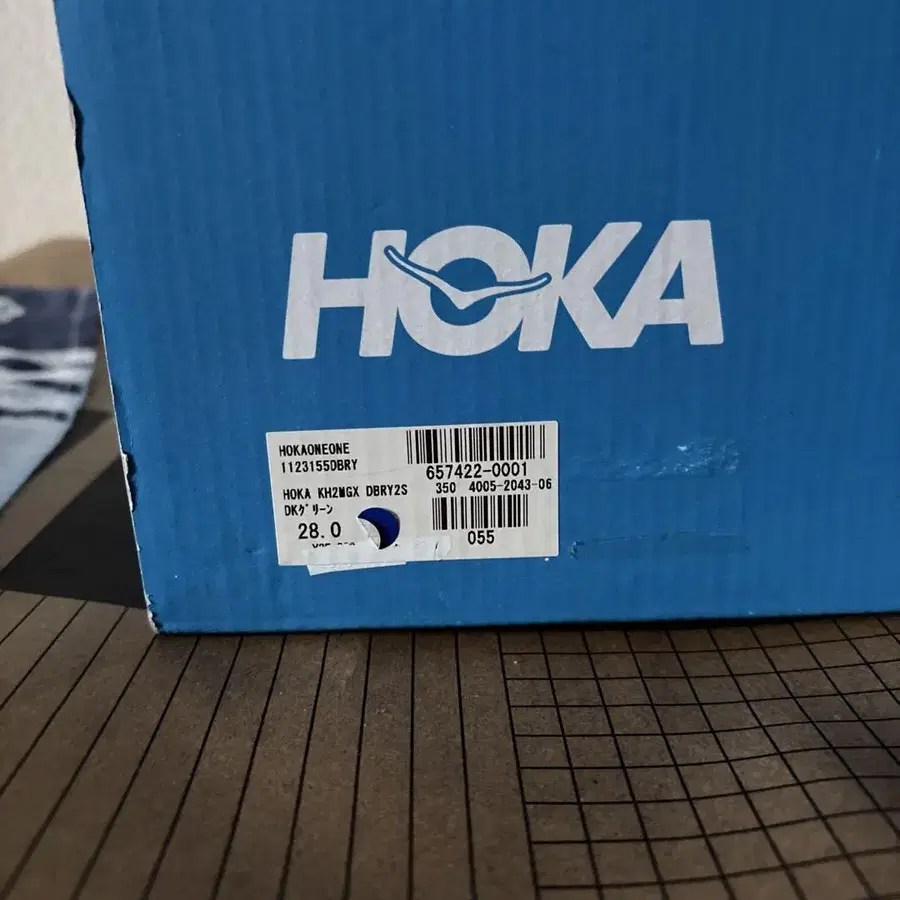 HOKA
HOKAONEONE
1123155DBRY
657422-0001
350 4005-2043-06
HOKA KH2MGX DBRY2S
DKグリーン
28.0
055